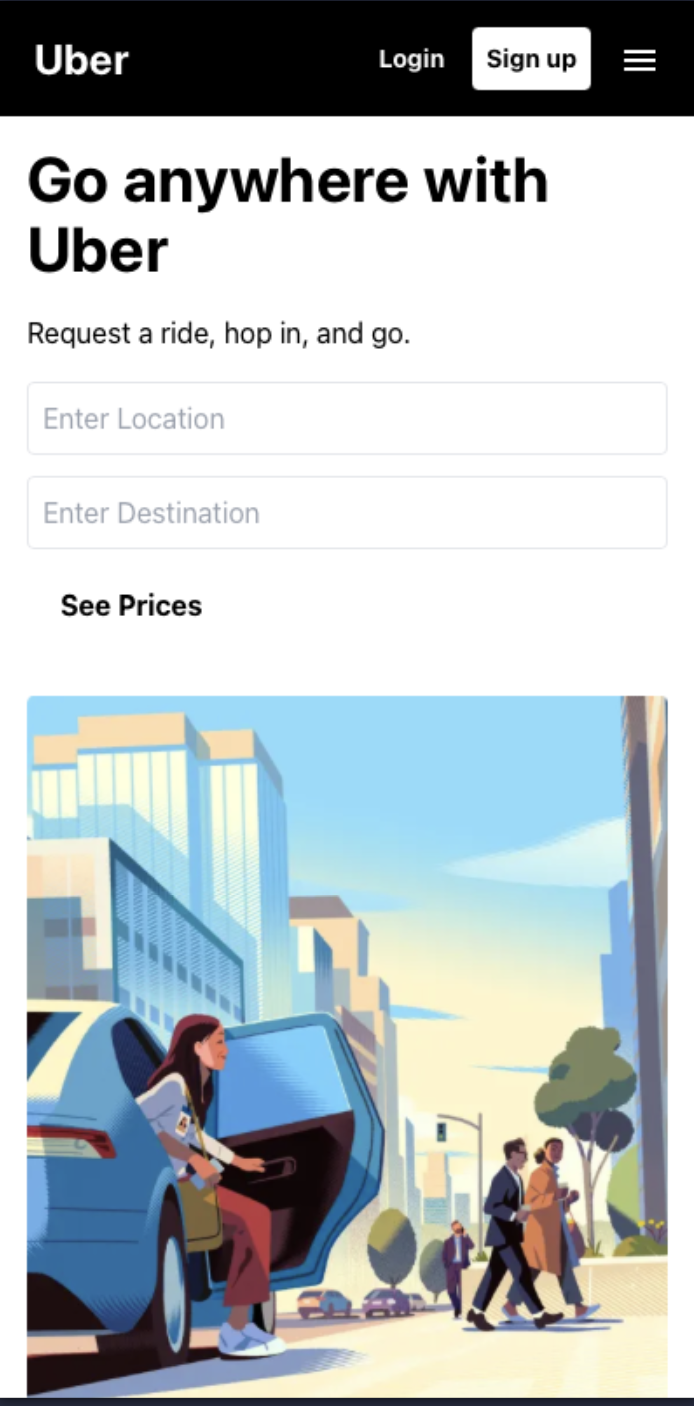 Uber
Login
Sign up
Go anywhere with
Uber
Request a ride, hop in, and go.
Enter Location
Enter Destination
See Prices